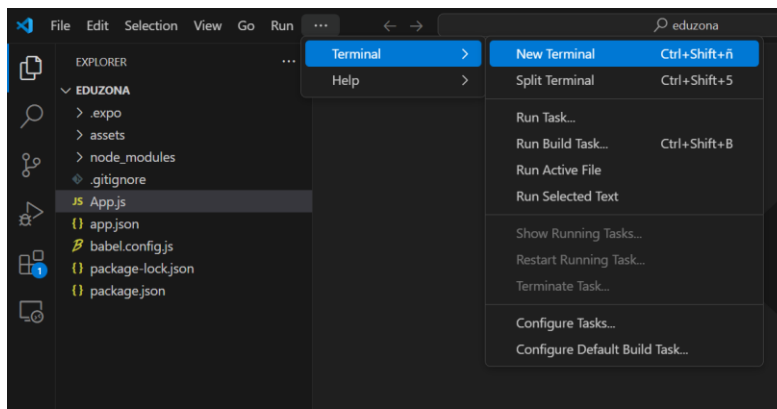 File Edit Selection View Go Run ... eduzona
EXPLORER ...
EDUZONA
.expo
assets
node_modules
.gitignore
JS App.js
{} app.json
babel.config.js
{} package-lock.json
{} package.json
1
Terminal
Help
New Terminal Ctrl+Shift+ñ
Split Terminal Ctrl+Shift+5
Run Task...
Run Build Task... Ctrl+Shift+B
Run Active File
Run Selected Text
Show Running Tasks...
Restart Running Task...
Terminate Task...
Configure Tasks...
Configure Default Build Task...